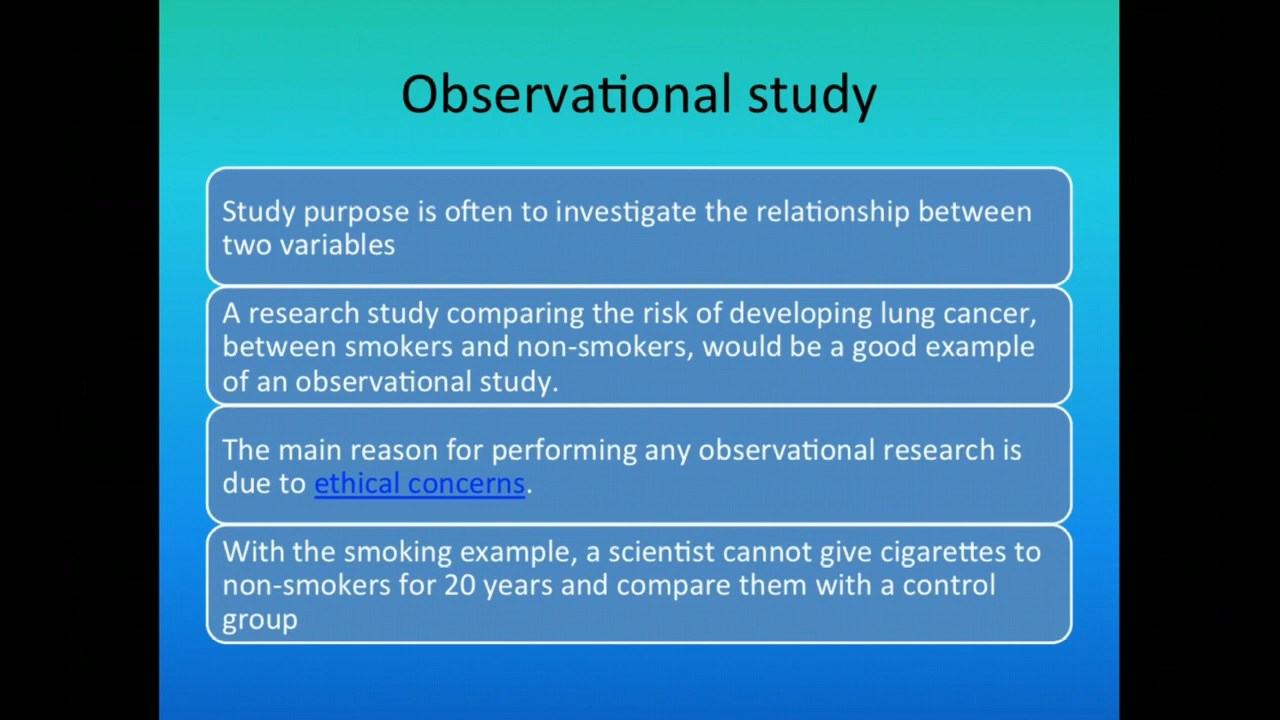 Observational study
Study purpose is often to investigate the relationship between
two variables
A research study comparing the risk of developing lung cancer,
between smokers and non-smokers, would be a good example
of an observational study.
The main reason for performing any observational research is
due to ethical concerns.
With the smoking example, a scientist cannot give cigarettes to
non-smokers for 20 years and compare them with a control
group